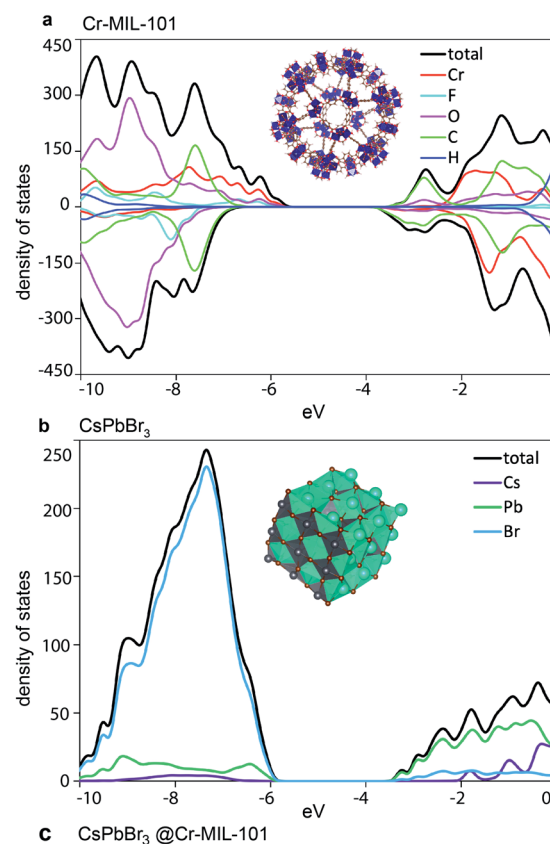 a Cr-MIL-101
450
300
150
0
-150
-300
-450
density of states
total
Cr
F
O
C
H
-10 -8 -6 -4 -2
eV
b CsPbBr₃
250
200
150
100
50
0
density of states
total
Cs
Pb
Br
-10 -8 -6 -4 -2 0
eV
c CsPbBr₃ @Cr-MIL-101